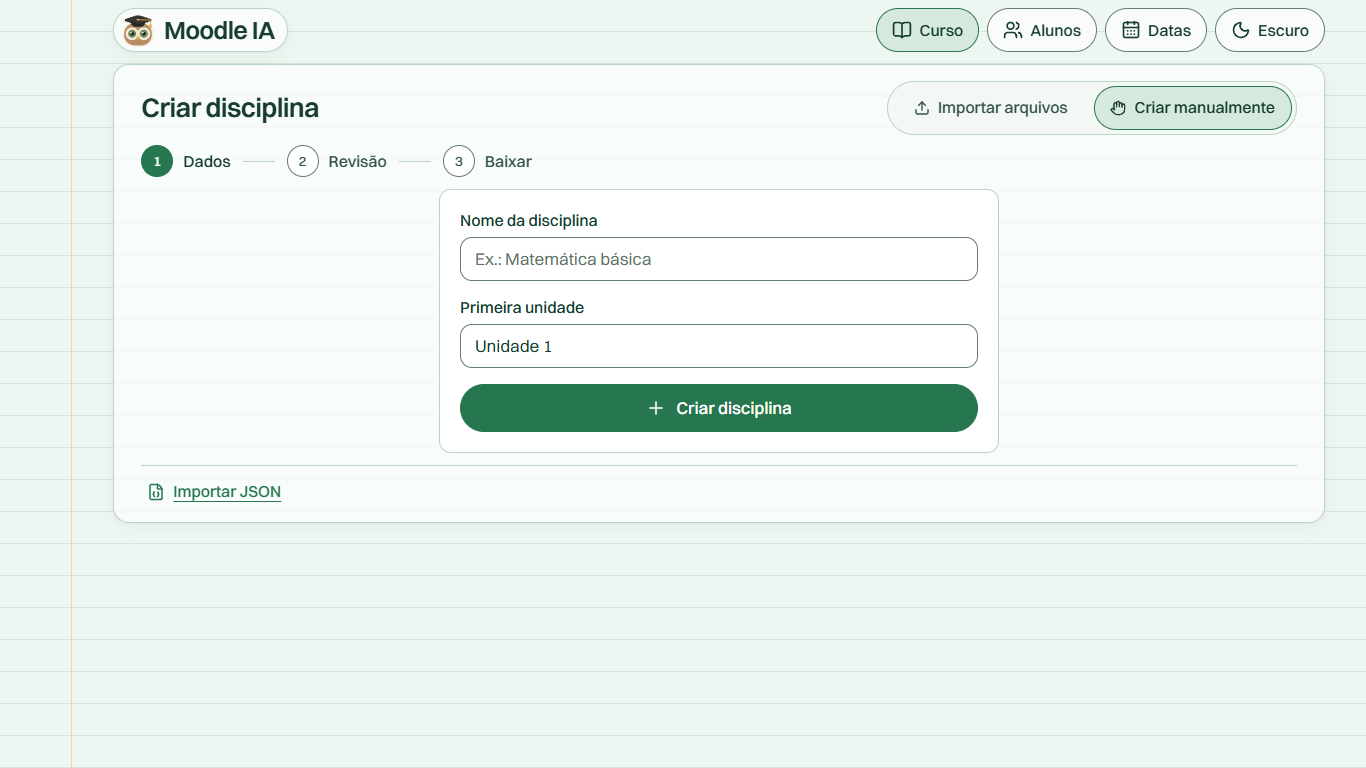 Moodle IA
Curso
Alunos
Datas
Escuro
Criar disciplina
Importar arquivos
Criar manualmente
1 Dados
2 Revisão
3 Baixar
Nome da disciplina
Ex.: Matemática básica
Primeira unidade
Unidade 1
Criar disciplina
Importar JSON